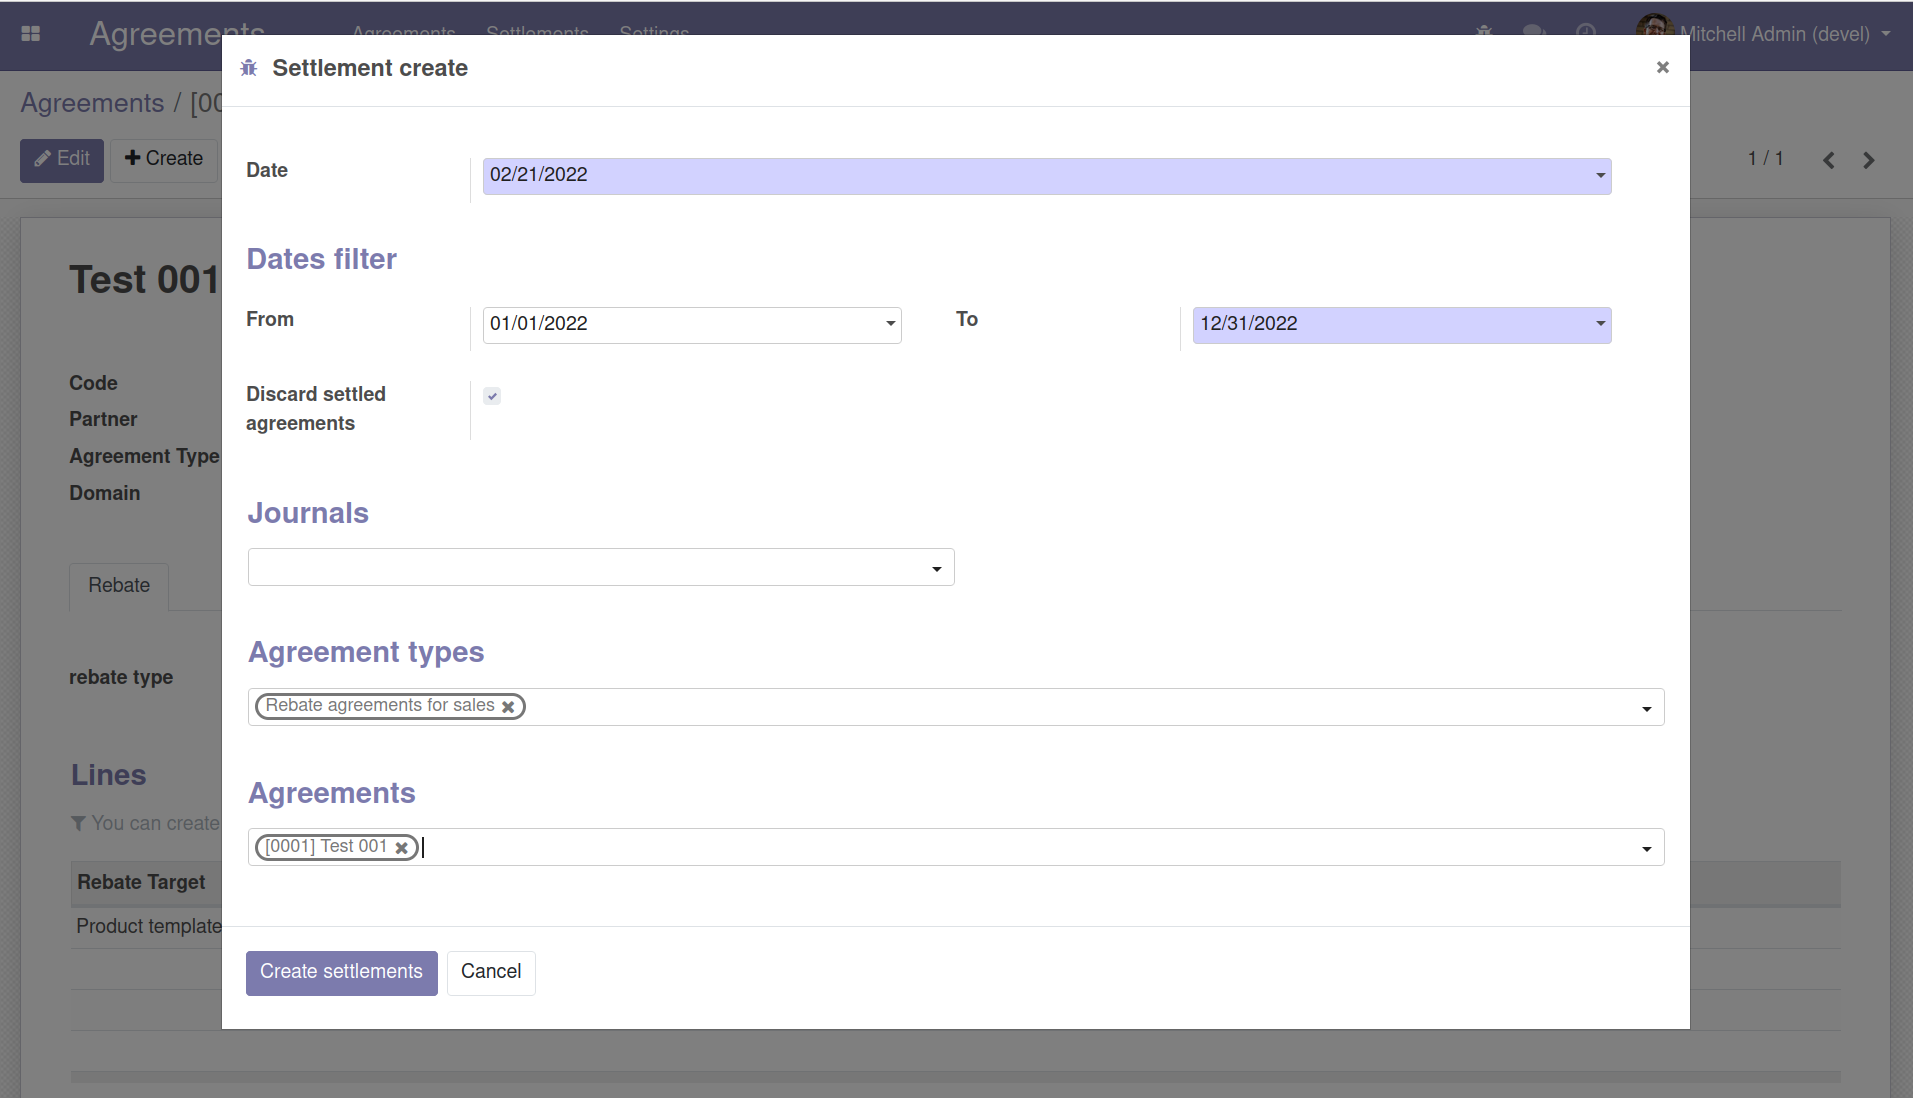 Agreements
Agreements Settlements Settings
Mitchell Admin (devel)
Settlement create
Agreements / [00
Edit
Create
1 / 1
Date
02/21/2022
Dates filter
Test 001
From
01/01/2022
To
12/31/2022
Discard settled
agreements
Code
Partner
Agreement Type
Domain
Journals
Rebate
Agreement types
rebate type
Rebate agreements for sales
Lines
Agreements
You can create
[0001] Test 001
Rebate Target
Product template
Create settlements
Cancel